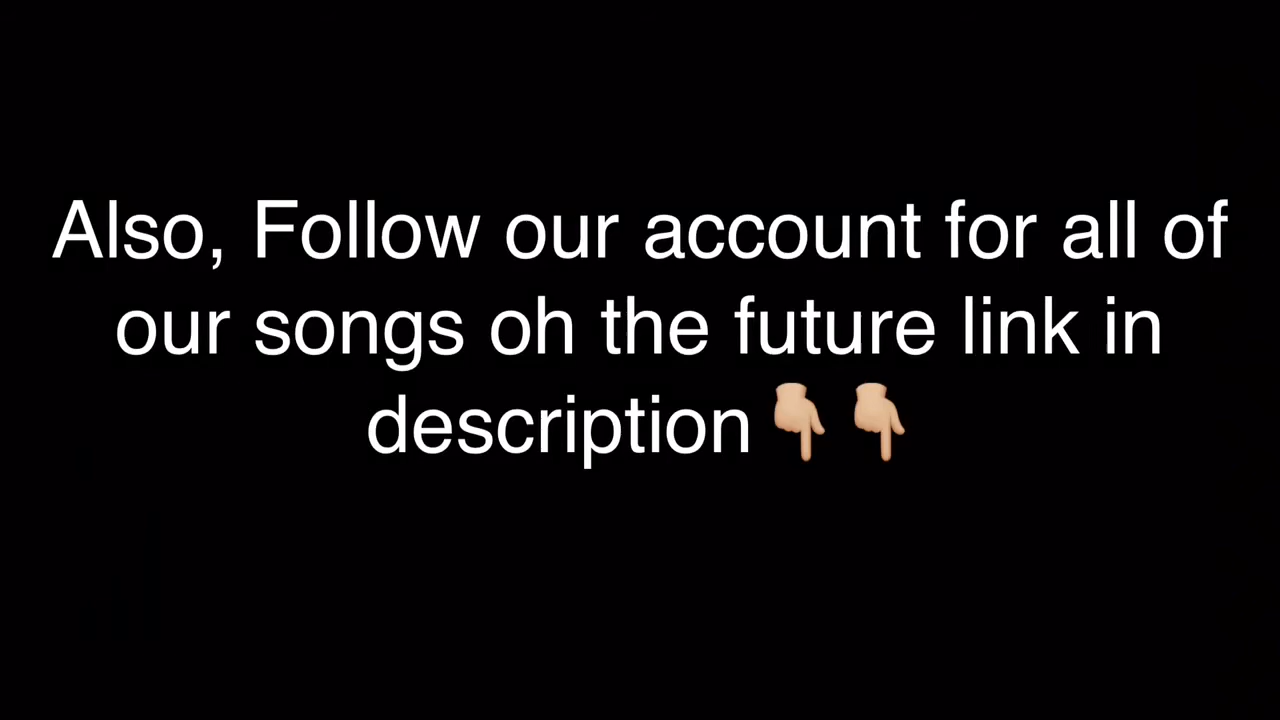 Also, Follow our account for all of
our songs oh the future link in
description👇🏼👇🏼